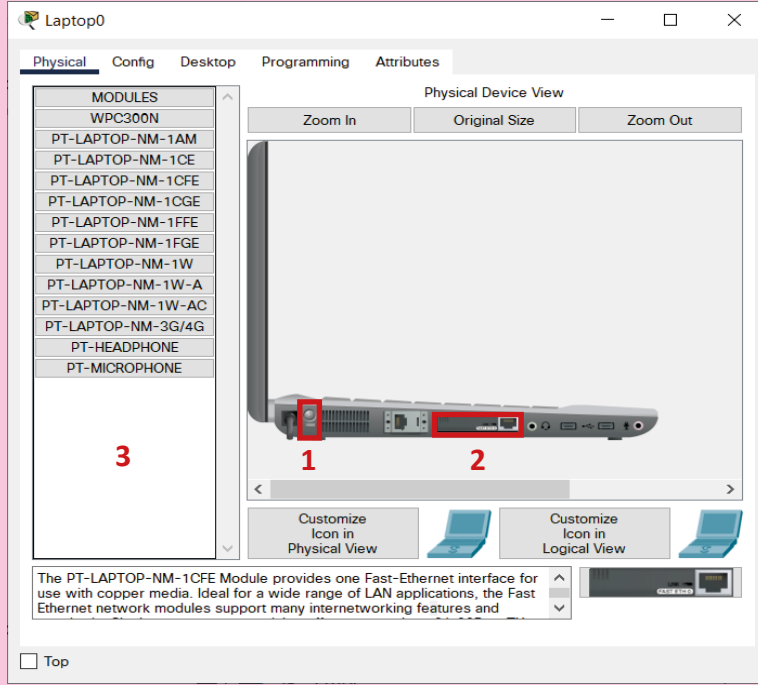 Laptop0
Physical Config Desktop Programming Attributes
MODULES
WPC300N
PT-LAPTOP-NM-1AM
PT-LAPTOP-NM-1CE
PT-LAPTOP-NM-1CFE
PT-LAPTOP-NM-1CGE
PT-LAPTOP-NM-1FFE
PT-LAPTOP-NM-1FGE
PT-LAPTOP-NM-1W
PT-LAPTOP-NM-1W-A
PT-LAPTOP-NM-1W-AC
PT-LAPTOP-NM-3G/4G
PT-HEADPHONE
PT-MICROPHONE
3
Physical Device View
Zoom In Original Size Zoom Out
1 2
Customize
Icon in
Physical View
Customize
Icon in
Logical View
The PT-LAPTOP-NM-1CFE Module provides one Fast-Ethernet interface for
use with copper media. Ideal for a wide range of LAN applications, the Fast
Ethernet network modules support many internetworking features and
FAST ETH 0
Top